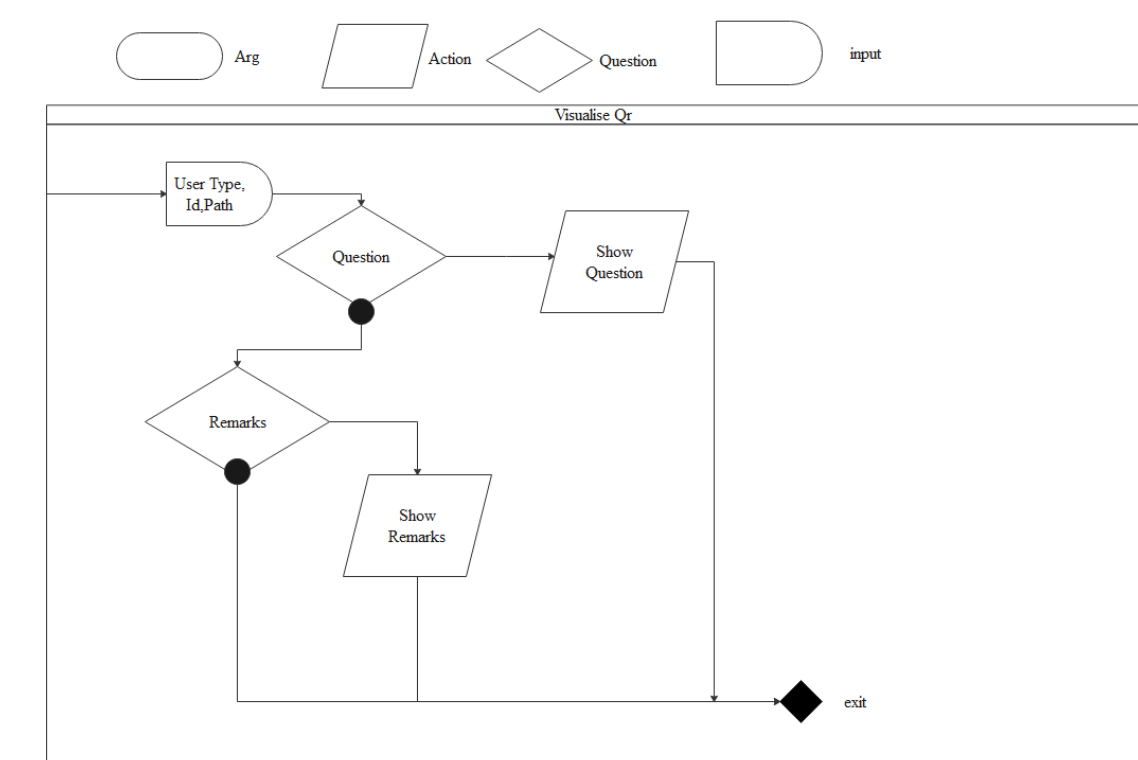 Arg
Action
Question
input
Visualise Qr
User Type,
Id,Path
Question
Show
Question
Remarks
Show
Remarks
exit